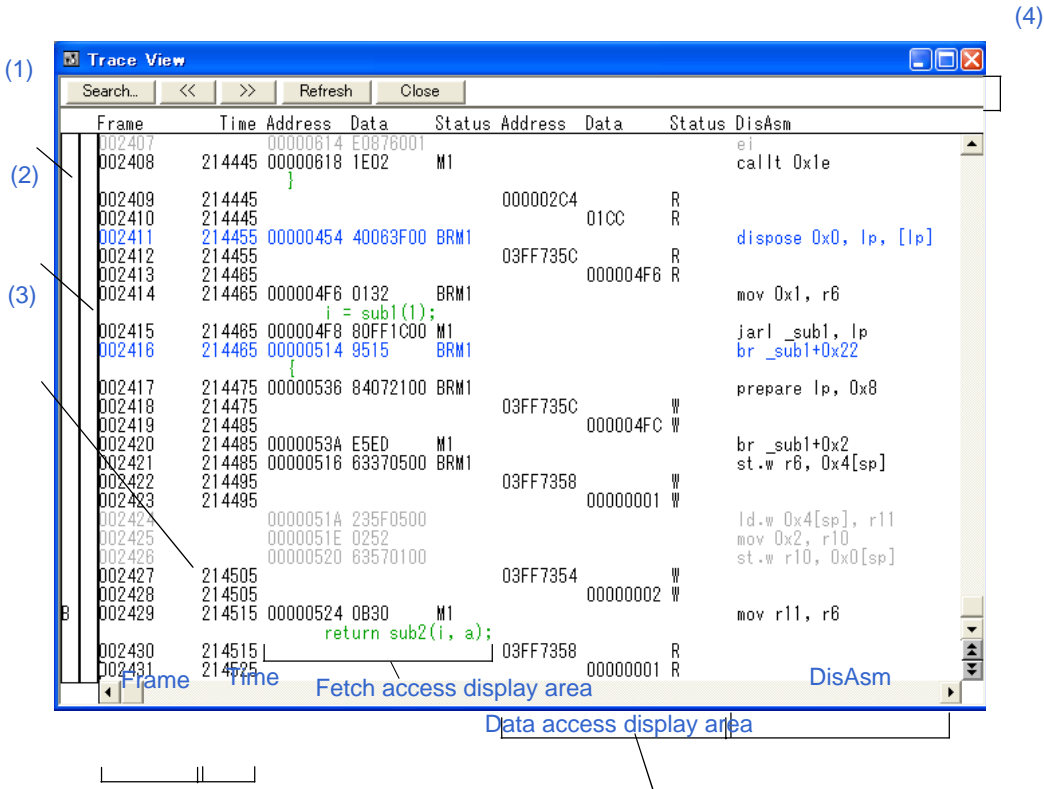 (4)
Trace View
(1)
Search... << >> Refresh Close
Frame Time Address Data Status Address Data Status DisAsm
002407 00000614 E0876001 ei
002408 214445 00000618 1E02 M1 callt 0x1e
(2)
}
002409 214445 000002C4 R
002410 214445 01CC R
002411 214455 00000454 40063F00 BRM1 dispose 0x0, lp, [lp]
002412 214455 03FF735C R
002413 214465 000004F6 R
(3)
002414 214465 000004F6 0132 BRM1 mov 0x1, r6
i = sub1(1);
002415 214465 000004F8 80FF1C00 M1 jarl _sub1, lp
002416 214465 00000514 9515 BRM1 br _sub1+0x22
{
002417 214475 00000536 84072100 BRM1 prepare lp, 0x8
002418 214475 03FF735C W
002419 214485 000004FC W
002420 214485 0000053A E5ED M1 br _sub1+0x2
002421 214485 00000516 63370500 BRM1 st.w r6, 0x4[sp]
002422 214495 03FF7358 W
002423 214495 00000001 W
002424 0000051A 235F0500 ld.w 0x4[sp], r11
002425 0000051E 0252 mov 0x2, r10
002426 00000520 63570100 st.w r10, 0x0[sp]
002427 214505 03FF7354 W
002428 214505 00000002 W
B 002429 214515 00000524 0B30 M1 mov r11, r6
return sub2(i, a);
002430 214515 03FF7358 R
002431 214525 00000001 R
Frame Time Fetch access display area DisAsm
Data access display area